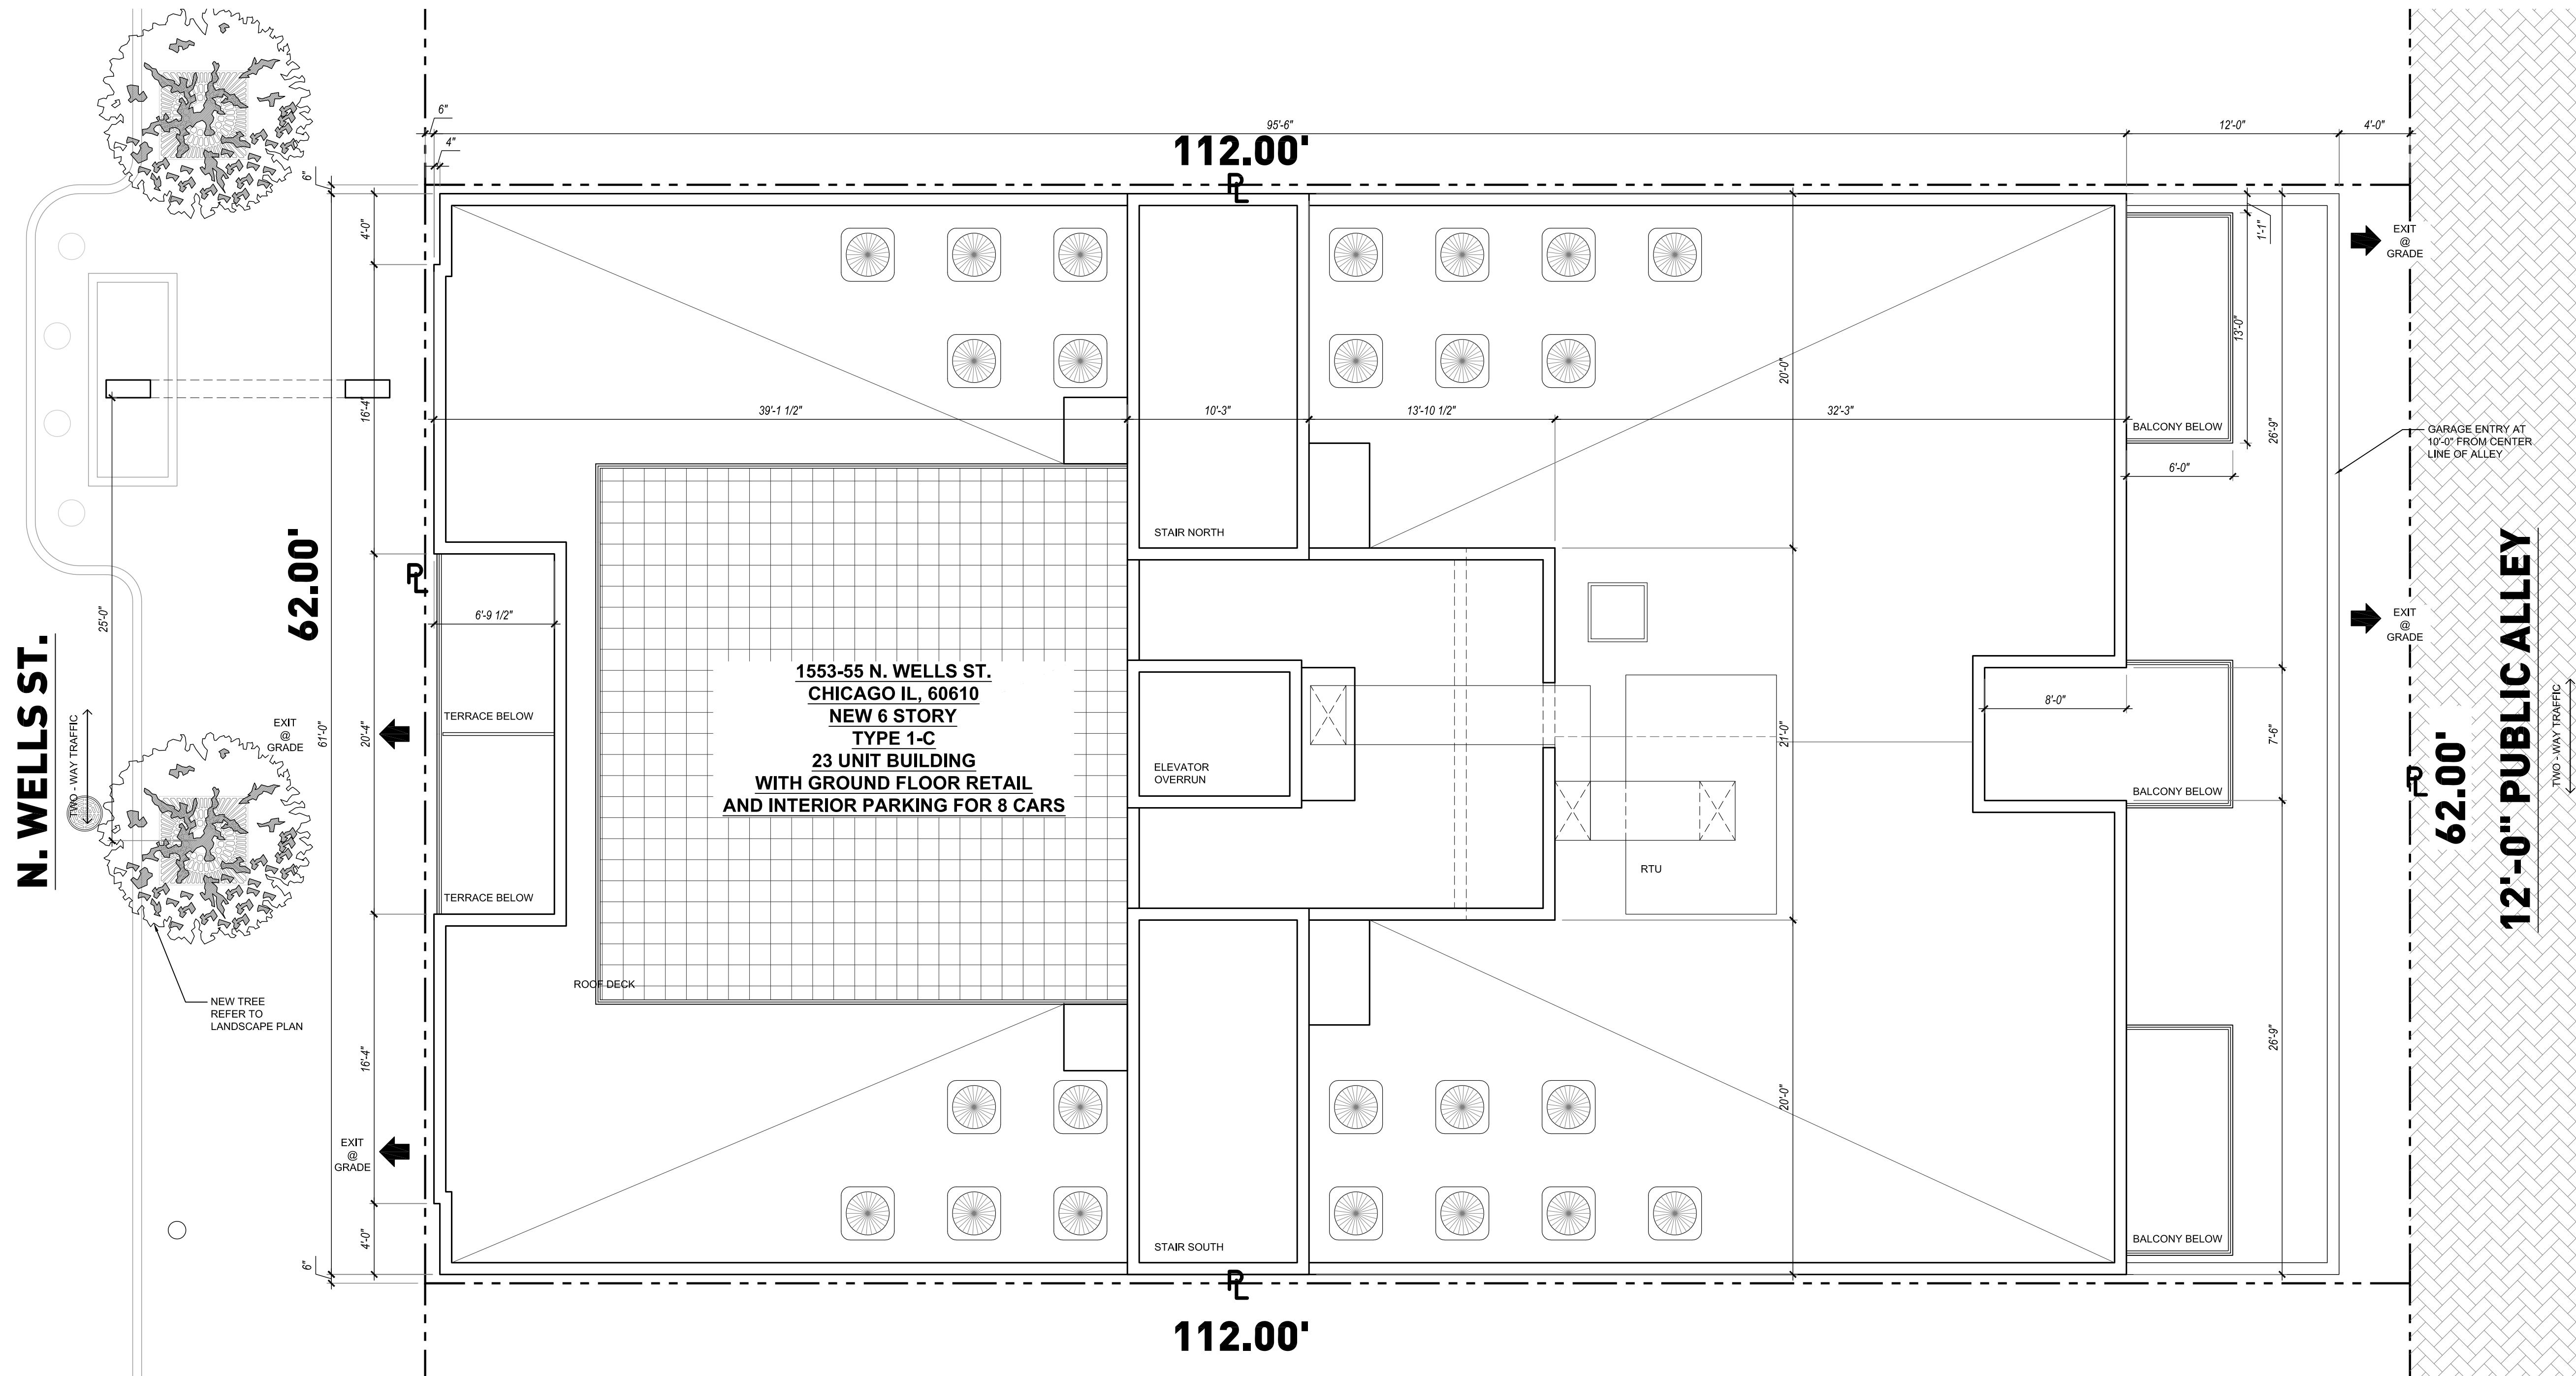 6"
95'-6"
12'-0"
4'-0"
4"
112.00'
PL
6"
4'-0"
16'-4"
20'-4"
16'-4"
4'-0"
6"
61'-0"
62.00'
PL
25'-0"
N. WELLS ST.
TWO - WAY TRAFFIC
EXIT
@
GRADE
EXIT
@
GRADE
NEW TREE
REFER TO
LANDSCAPE PLAN
39'-1 1/2"
10'-3"
13'-10 1/2"
32'-3"
6'-9 1/2"
TERRACE BELOW
TERRACE BELOW
STAIR NORTH
1553-55 N. WELLS ST.
CHICAGO IL, 60610
NEW 6 STORY
TYPE 1-C
23 UNIT BUILDING
WITH GROUND FLOOR RETAIL
AND INTERIOR PARKING FOR 8 CARS
ROOF DECK
ELEVATOR
OVERRUN
RTU
STAIR SOUTH
20'-0"
21'-0"
20'-0"
1'-1"
13'-0"
BALCONY BELOW
6'-0"
26'-9"
8'-0"
7'-6"
BALCONY BELOW
26'-9"
BALCONY BELOW
EXIT
@
GRADE
GARAGE ENTRY AT
10'-0" FROM CENTER
LINE OF ALLEY
EXIT
@
GRADE
PL
62.00'
12'-0" PUBLIC ALLEY
TWO - WAY TRAFFIC
PL
112.00'